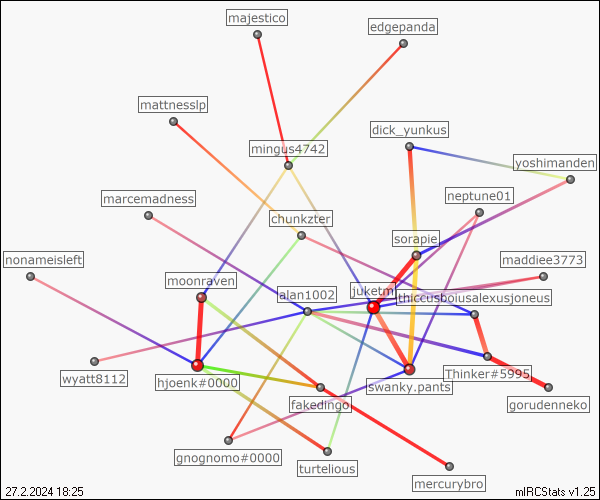 majestico
edgepanda
mattnesslp
dick_yunkus
mingus4742
yoshimanden
marcemadness
neptune01
chunkzter
sorapie
nonameisleft
maddiee3773
moonraven
alan1002
juketm
thiccusboiusalexusjoneus
wyatt8112
hjoenk#0000
swanky.pants
Thinker#5995
fakedingo
gorudenneko
gnognomo#0000
turtelious
mercurybro
27.2.2024 18:25
mIRCStats v1.25